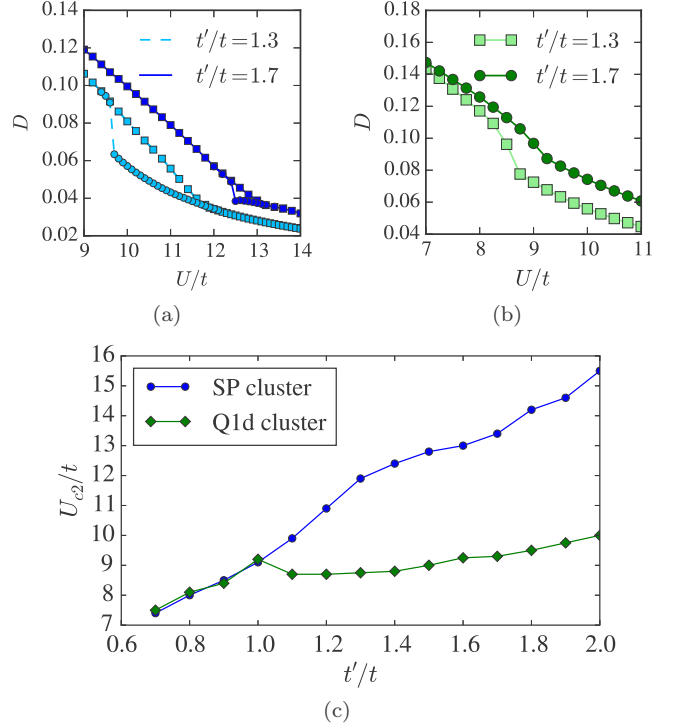 D
0.12
0.10
0.08
0.06
0.04
0.02
t'/t=1.3
t'/t=1.7
9 10 11 12 13 14
U/t
(a)
D
0.18
0.16
0.14
0.12
0.10
0.08
0.06
0.04
t'/t=1.3
t'/t=1.7
7 8 9 10 11
U/t
(b)
U_{c2}/t
16
15
14
13
12
11
10
9
8
7
SP cluster
Q1d cluster
0.6 0.8 1.0 1.2 1.4 1.6 1.8 2.0
t'/t
(c)